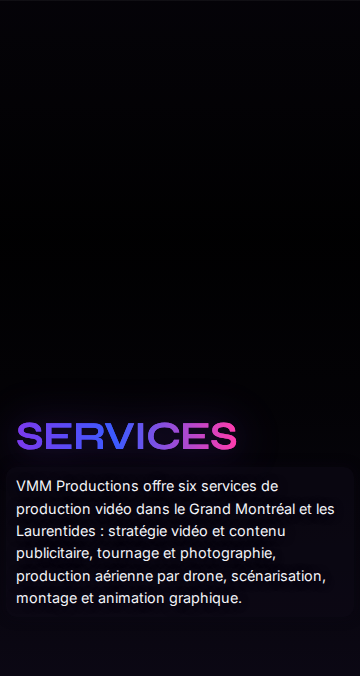 SERVICES
VMM Productions offre six services de
production vidéo dans le Grand Montréal et les
Laurentides : stratégie vidéo et contenu
publicitaire, tournage et photographie,
production aérienne par drone, scénarisation,
montage et animation graphique.